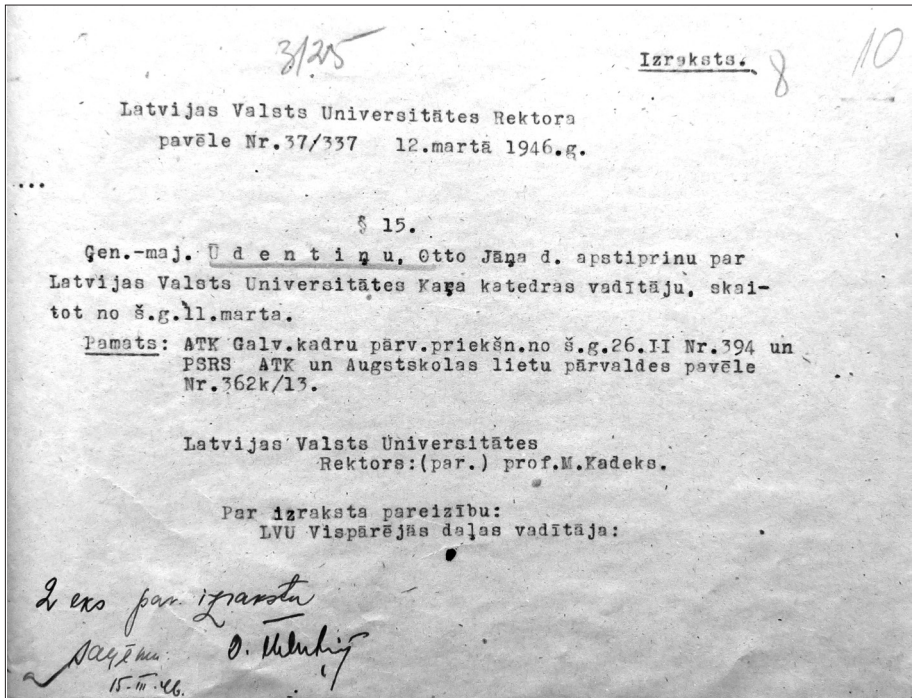 3125
Izraksts. 8 10
Latvijas Valsts Universitātes Rektora
pavēle Nr.37/337 12.martā 1946.g.
...
§ 15.
Ģen.-maj. Ū d e n t i ņ u, Otto Jāņa d. apstiprinu par
Latvijas Valsts Universitātes Kaŗa katedras vadītāju, skai-
tot no š.g.11.marta.
Pamats: ATK Galv.kadru pārv.priekšn.no š.g.26.II Nr.394 un
PSRS ATK un Augstskolas lietu pārvaldes pavēle
Nr.362k/13.
Latvijas Valsts Universitātes
Rektors:(par.) prof.M.Kadeks.
Par izraksta pareizību:
LVU Vispārējās daļas vadītāja:
2 eks par izrakstu
saņēmu
15-III-46.